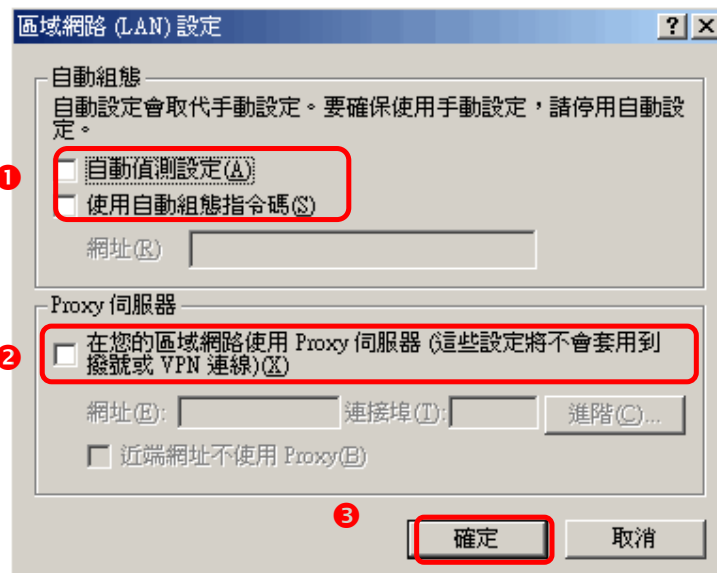 區域網路 (LAN) 設定
自動組態
自動設定會取代手動設定。要確保使用手動設定，請停用自動設
定。
❶
自動偵測設定(A)
使用自動組態指令碼(S)
網址(R)
Proxy 伺服器
❷
在您的區域網路使用 Proxy 伺服器 (這些設定將不會套用到
撥號或 VPN 連線)(X)
網址(E): 連接埠(T): 進階(C)...
近端網址不使用 Proxy(B)
❸
確定 取消